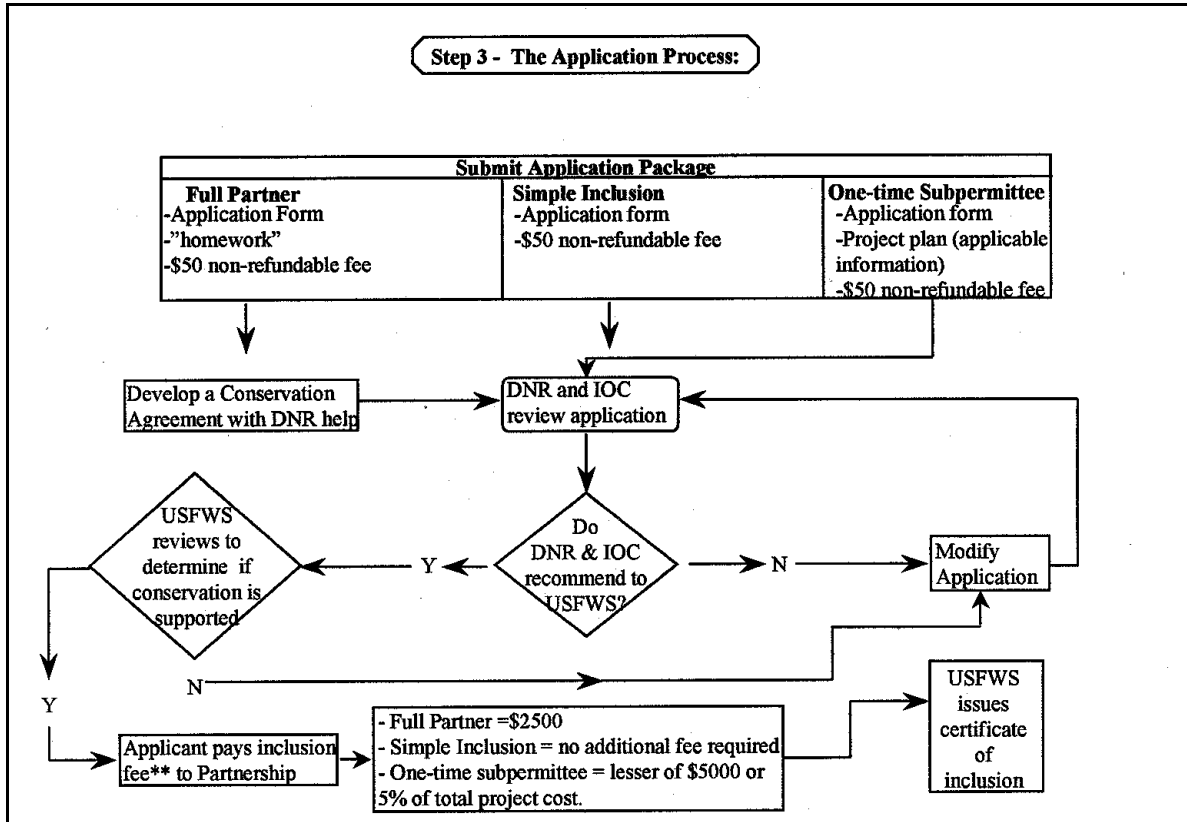 Step 3 - The Application Process:
Submit Application Package
Full Partner
-Application Form
-"homework"
-$50 non-refundable fee
Simple Inclusion
-Application form
-$50 non-refundable fee
One-time Subpermittee
-Application form
-Project plan (applicable
information)
-$50 non-refundable fee
Develop a Conservation
Agreement with DNR help
DNR and IOC
review application
USFWS
reviews to
determine if
conservation is
supported
Y
Do
DNR & IOC
recommend to
USFWS?
N
Modify
Application
N
Y
Applicant pays inclusion
fee** to Partnership
- Full Partner =$2500
- Simple Inclusion = no additional fee required
- One-time subpermittee = lesser of $5000 or
5% of total project cost.
USFWS
issues
certificate
of
inclusion